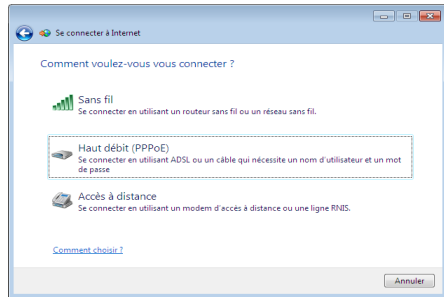 Se connecter à Internet
Comment voulez-vous vous connecter ?
Sans fil
Se connecter en utilisant un routeur sans fil ou un réseau sans fil.
Haut débit (PPPoE)
Se connecter en utilisant ADSL ou un câble qui nécessite un nom d'utilisateur et un mot
de passe
Accès à distance
Se connecter en utilisant un modem d'accès à distance ou une ligne RNIS.
Comment choisir ?
Annuler